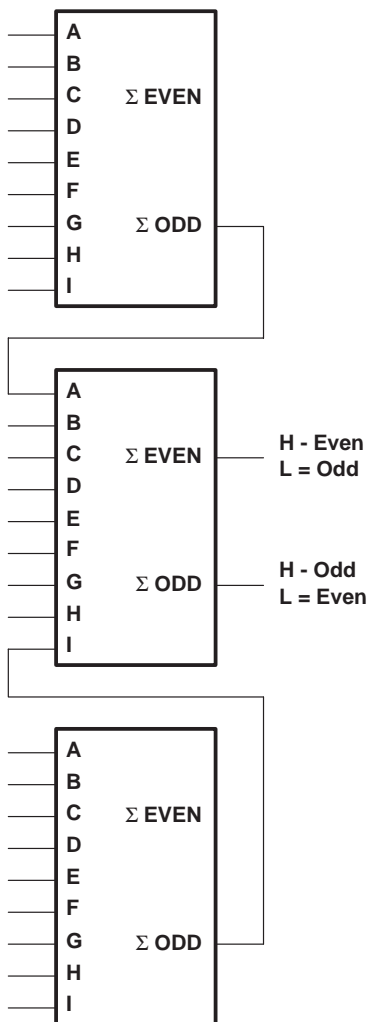 A
B
C
Σ EVEN
D
E
F
G
Σ ODD
H
I
A
B
C
Σ EVEN
H - Even
L = Odd
D
E
F
G
Σ ODD
H - Odd
L = Even
H
I
A
B
C
Σ EVEN
D
E
F
G
Σ ODD
H
I